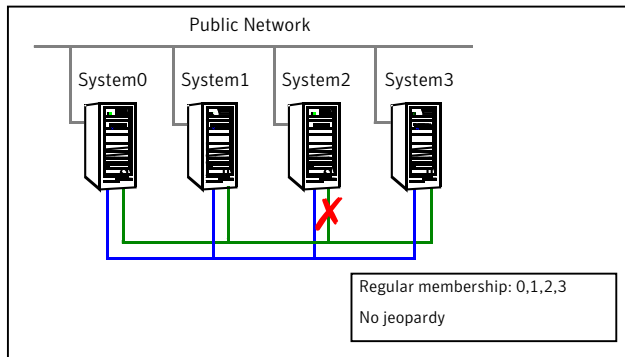 Public Network
System0 System1 System2 System3
Regular membership: 0,1,2,3
No jeopardy